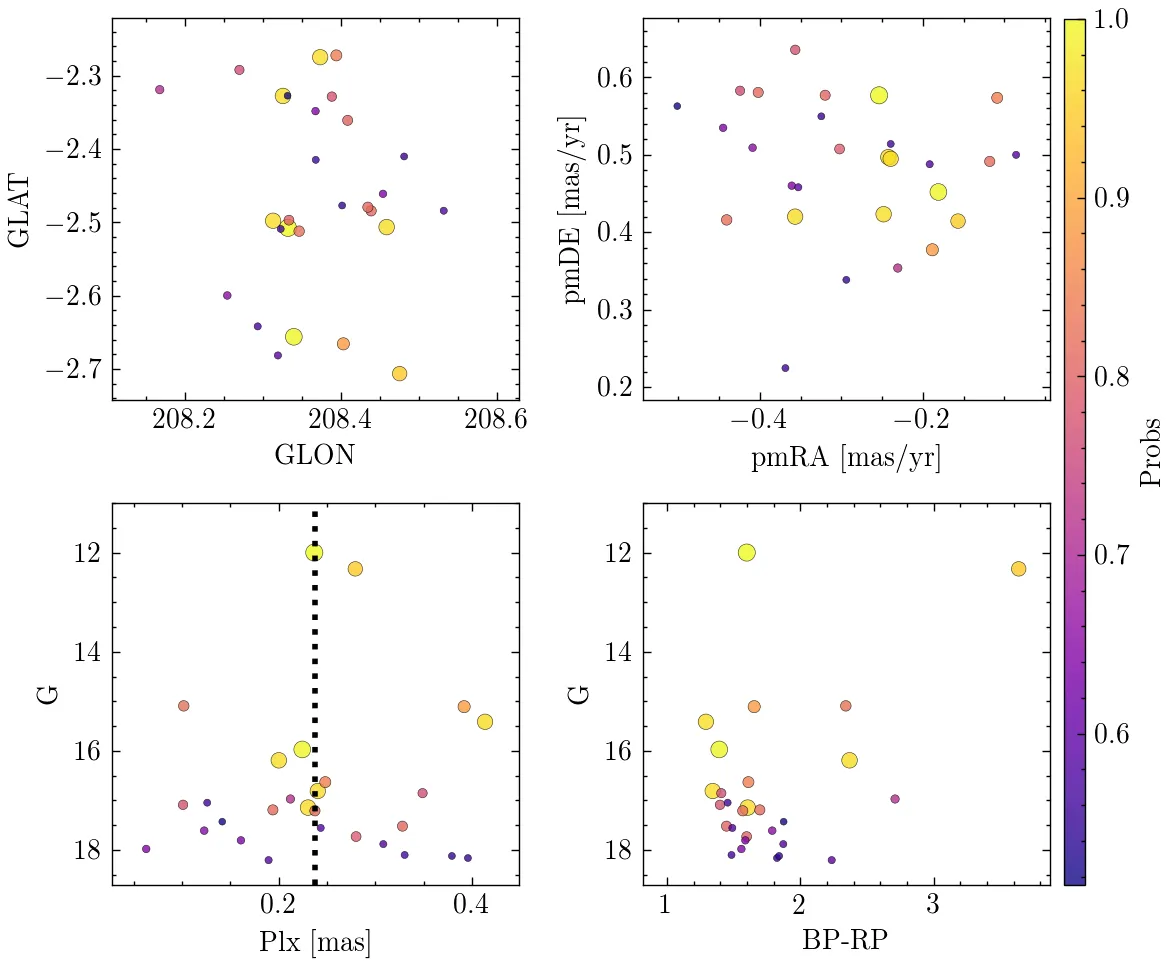 −2.3
−2.4
−2.5
−2.6
−2.7
GLAT
208.2 208.4 208.6
GLON
0.6
0.5
0.4
0.3
0.2
pmDE [mas/yr]
−0.4 −0.2
pmRA [mas/yr]
12
14
16
18
G
0.2 0.4
Plx [mas]
12
14
16
18
G
1 2 3
BP-RP
1.0
0.9
0.8
0.7
0.6
Probs